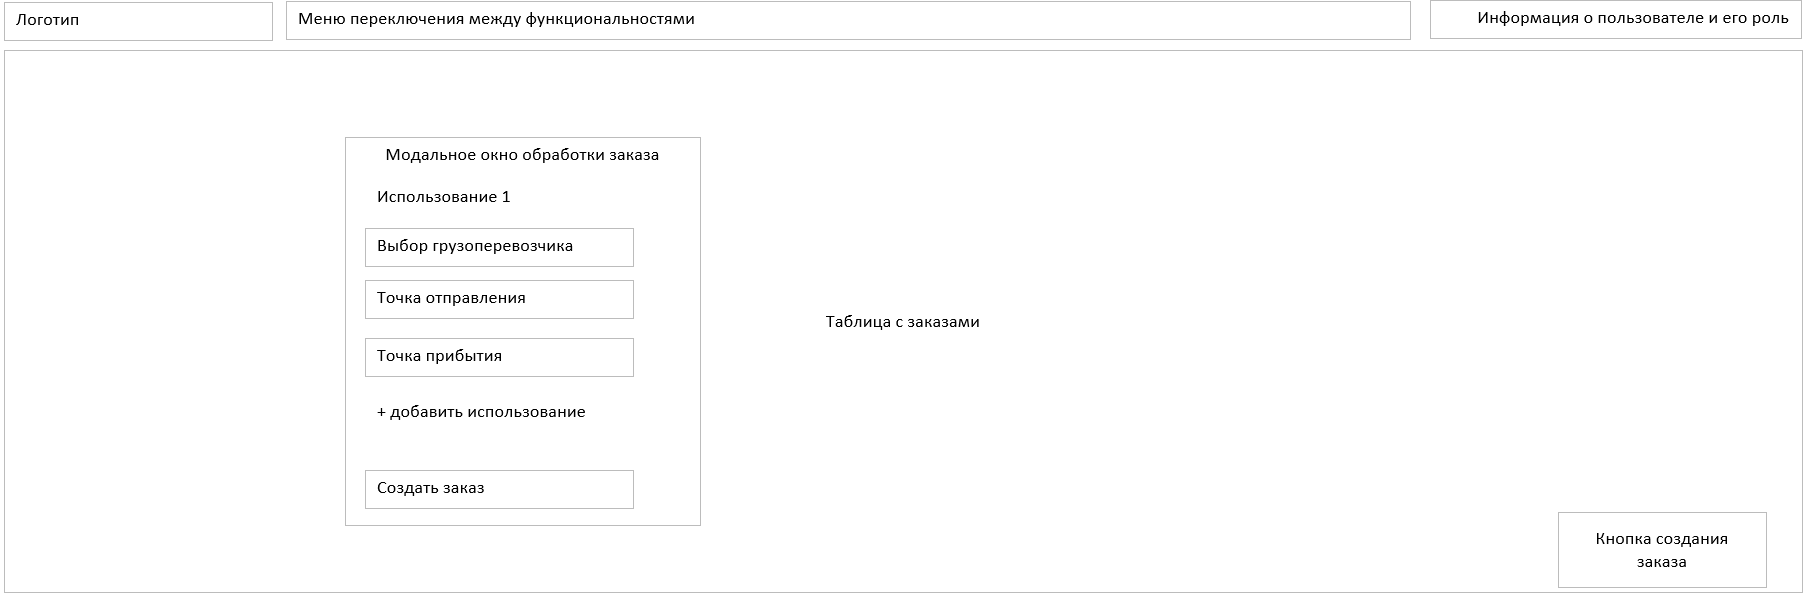 Логотип
Меню переключения между функциональностями
Информация о пользователе и его роль
Модальное окно обработки заказа
Использование 1
Выбор грузоперевозчика
Точка отправления
Точка прибытия
+ добавить использование
Создать заказ
Таблица с заказами
Кнопка создания
заказа